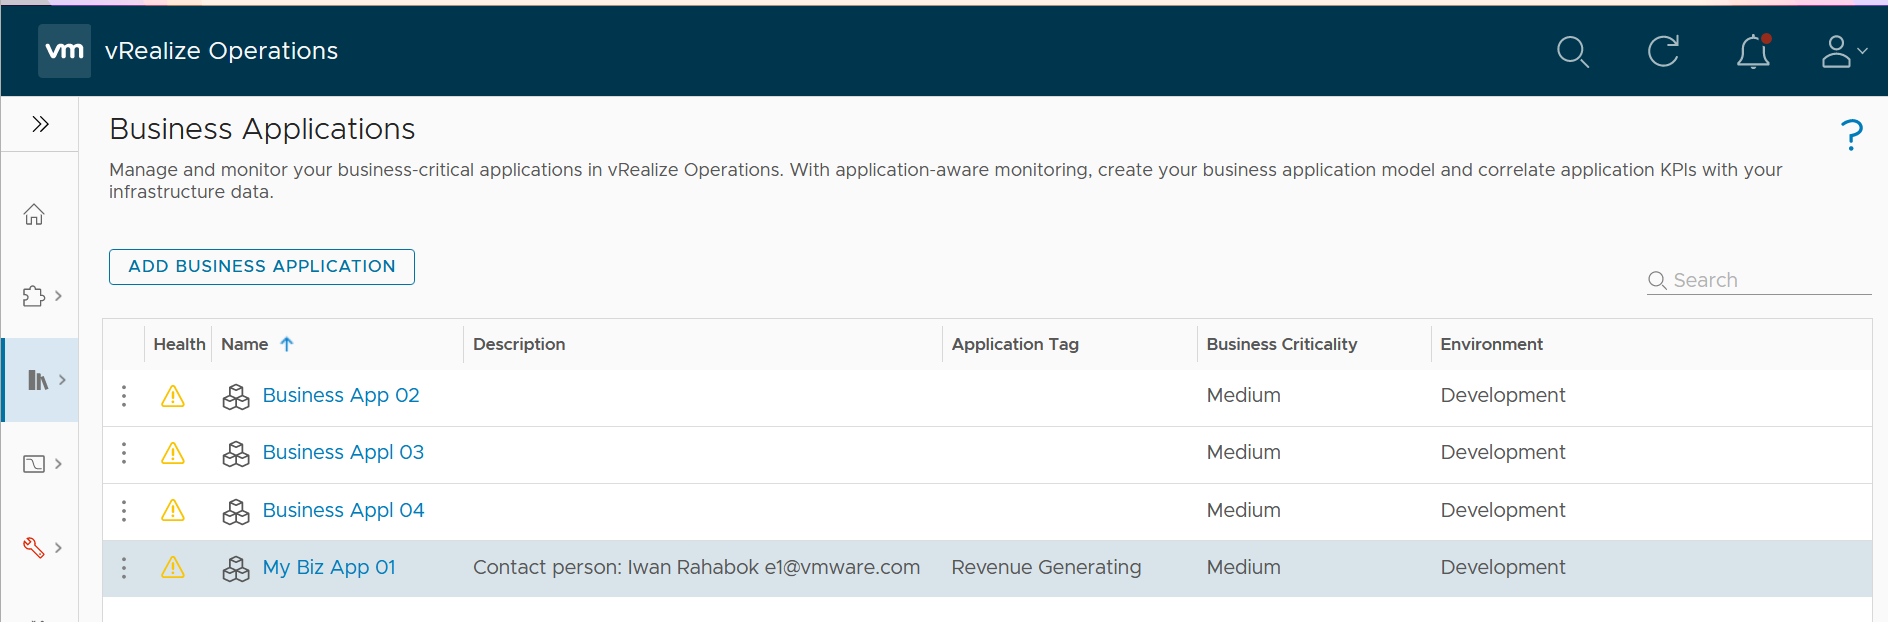 vm vRealize Operations
Business Applications
?
Manage and monitor your business-critical applications in vRealize Operations. With application-aware monitoring, create your business application model and correlate application KPIs with your
infrastructure data.
ADD BUSINESS APPLICATION
Search
Health Name Description Application Tag Business Criticality Environment
Business App 02 Medium Development
Business Appl 03 Medium Development
Business Appl 04 Medium Development
My Biz App 01 Contact person: Iwan Rahabok e1@vmware.com Revenue Generating Medium Development